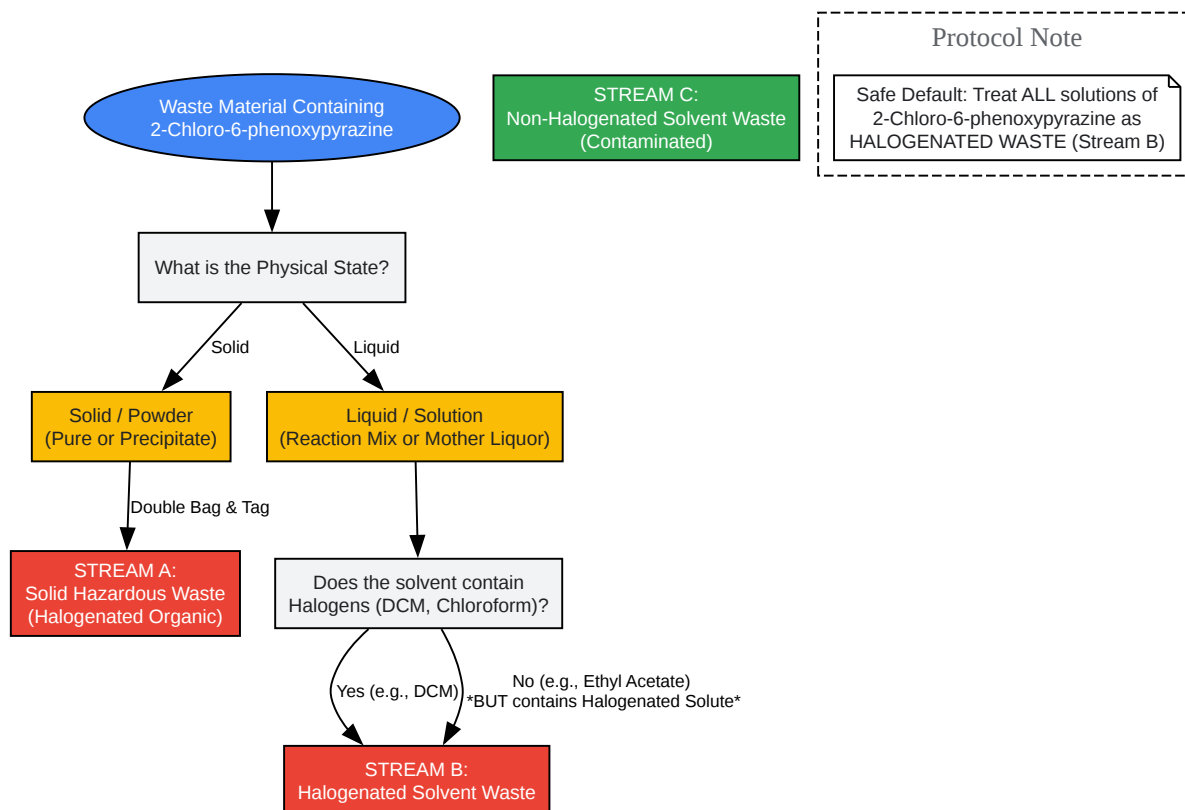 Waste Material Containing
2-Chloro-6-phenoxypyrazine
STREAM C:
Non-Halogenated Solvent Waste
(Contaminated)
Protocol Note
Safe Default: Treat ALL solutions of
2-Chloro-6-phenoxypyrazine as
HALOGENATED WASTE (Stream B)
What is the Physical State?
Solid
Liquid
Solid / Powder
(Pure or Precipitate)
Liquid / Solution
(Reaction Mix or Mother Liquor)
Double Bag & Tag
STREAM A:
Solid Hazardous Waste
(Halogenated Organic)
Does the solvent contain
Halogens (DCM, Chloroform)?
Yes (e.g., DCM)
No (e.g., Ethyl Acetate)
*BUT contains Halogenated Solute*
STREAM B:
Halogenated Solvent Waste